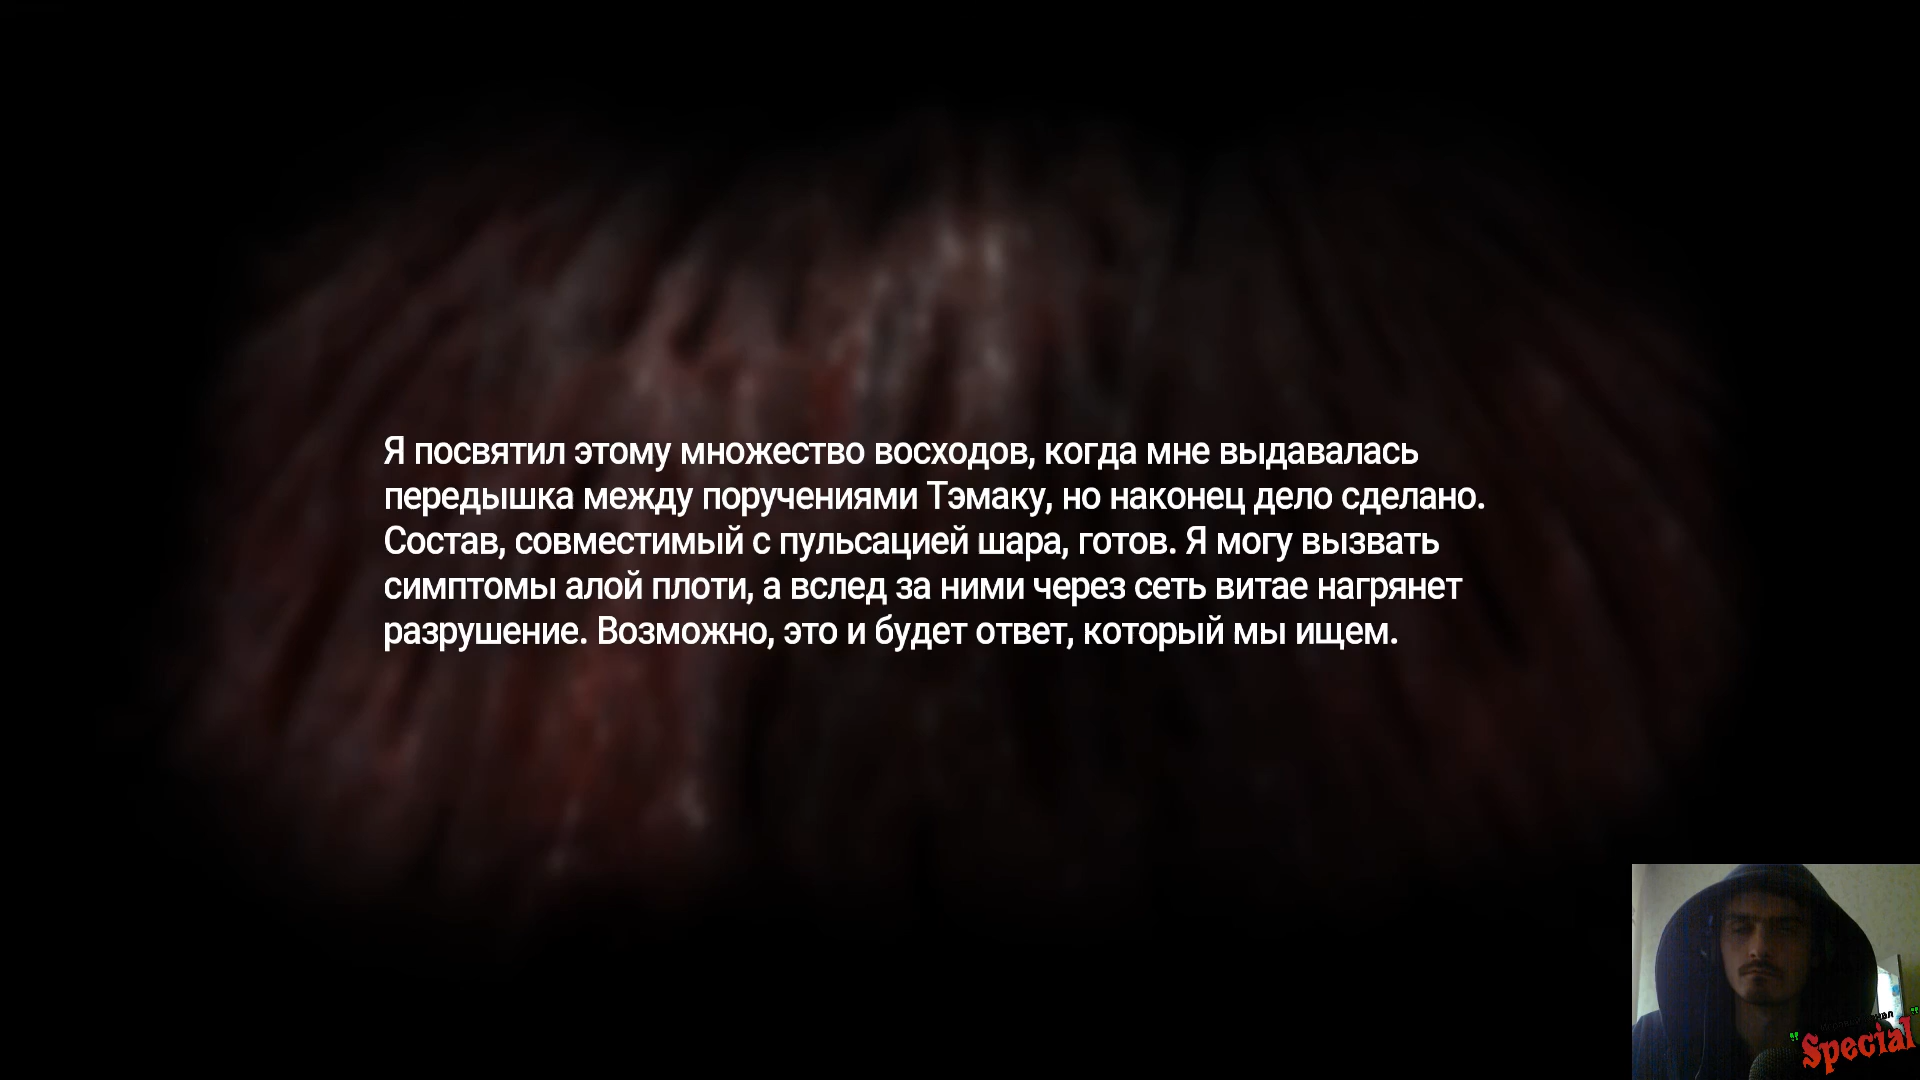 Я посвятил этому множество восходов, когда мне выдавалась
передышка между поручениями Тэмаку, но наконец дело сделано.
Состав, совместимый с пульсацией шара, готов. Я могу вызвать
симптомы алой плоти, а вслед за ними через сеть витае нагрянет
разрушение. Возможно, это и будет ответ, который мы ищем.
"Special"